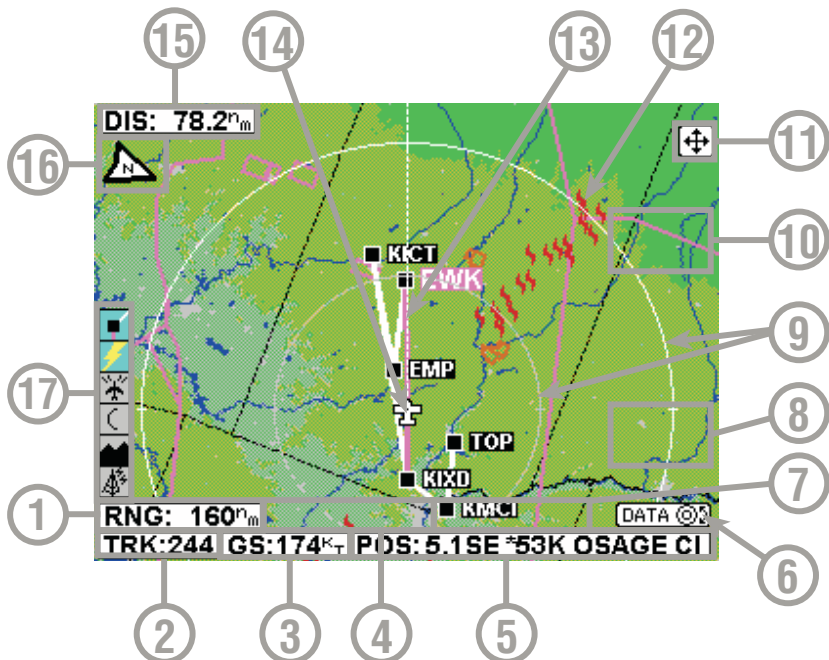 15
14
13
12
16
11
10
9
17
8
1
7
2
3
4
5
6
DIS: 78.2nm
N
KICT
EWK
EMP
TOP
KIXD
KMCI
RNG: 160nm
DATA
TRK:244
GS:174KT
POS: 5.1SE *53K OSAGE CI